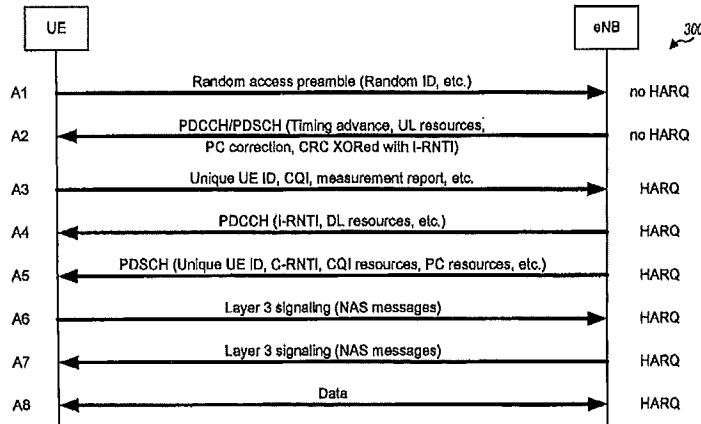 UE
eNB
300
A1
Random access preamble (Random ID, etc.)
no HARQ
A2
PDCCH/PDSCH (Timing advance, UL resources,
PC correction, CRC XORed with I-RNTI)
no HARQ
A3
Unique UE ID, CQI, measurement report, etc.
HARQ
A4
PDCCH (I-RNTI, DL resources, etc.)
HARQ
A5
PDSCH (Unique UE ID, C-RNTI, CQI resources, PC resources, etc.)
HARQ
A6
Layer 3 signaling (NAS messages)
HARQ
A7
Layer 3 signaling (NAS messages)
HARQ
A8
Data
HARQ